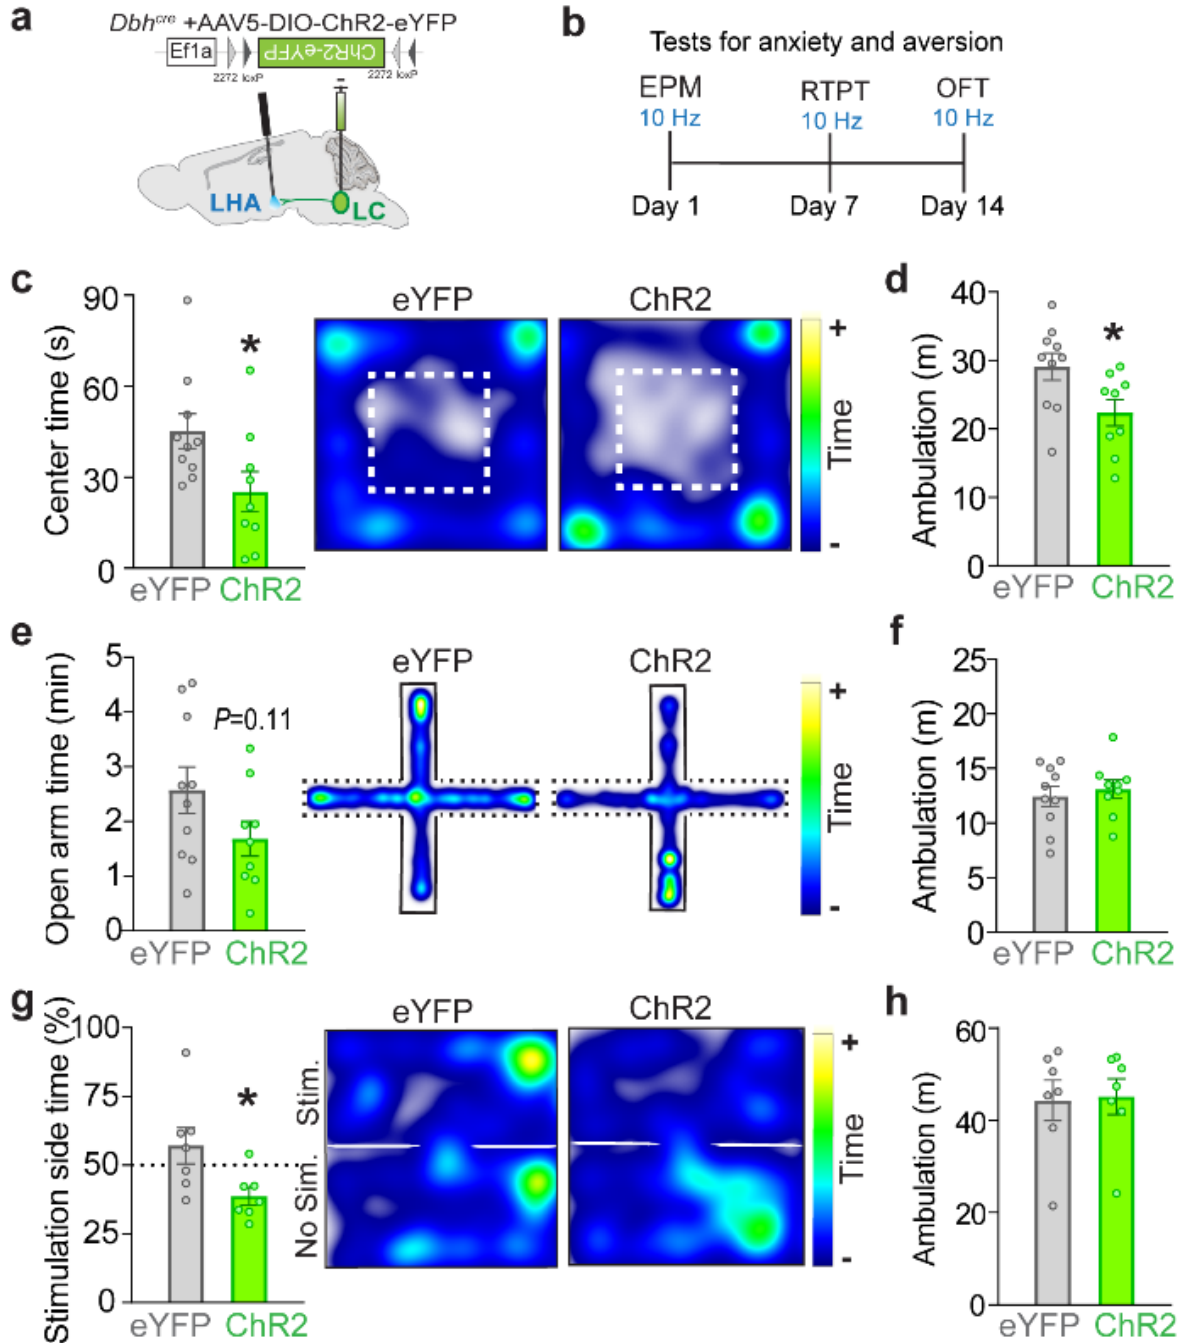 a
Dbhcre +AAV5-DIO-ChR2-eYFP
Ef1a
ChR2-eYFP
2272 loxP
2272 loxP
LHA
LC
b
Tests for anxiety and aversion
EPM
RTPT
OFT
10 Hz
10 Hz
10 Hz
Day 1
Day 7
Day 14
c
Center time (s)
90
60
30
0
*
eYFP ChR2
eYFP
ChR2
+
Time
-
d
Ambulation (m)
40
30
20
10
0
*
eYFP ChR2
e
Open arm time (min)
5
4
3
2
1
0
P=0.11
eYFP ChR2
eYFP
ChR2
+
Time
-
f
Ambulation (m)
25
20
15
10
5
0
eYFP ChR2
g
Stimulation side time (%)
100
75
50
25
0
*
eYFP ChR2
eYFP
ChR2
Stim.
No Sim.
+
Time
-
h
Ambulation (m)
60
40
20
0
eYFP ChR2